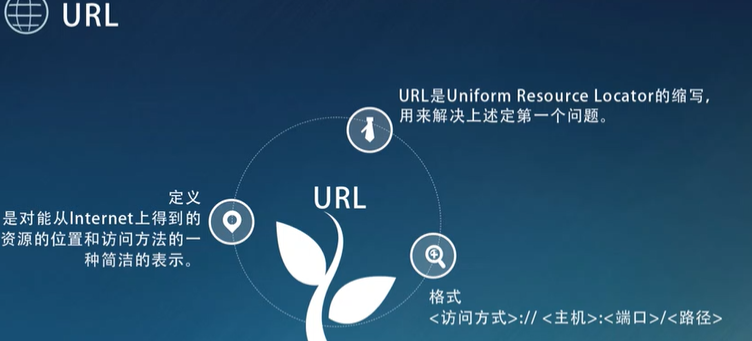 URL
URL是Uniform Resource Locator的缩写,
用来解决上述定第一个问题。
URL
定义
是对能从Internet上得到的
资源的位置和访问方法的一
种简洁的表示。
格式
<访问方式>:// <主机>:<端口>/<路径>